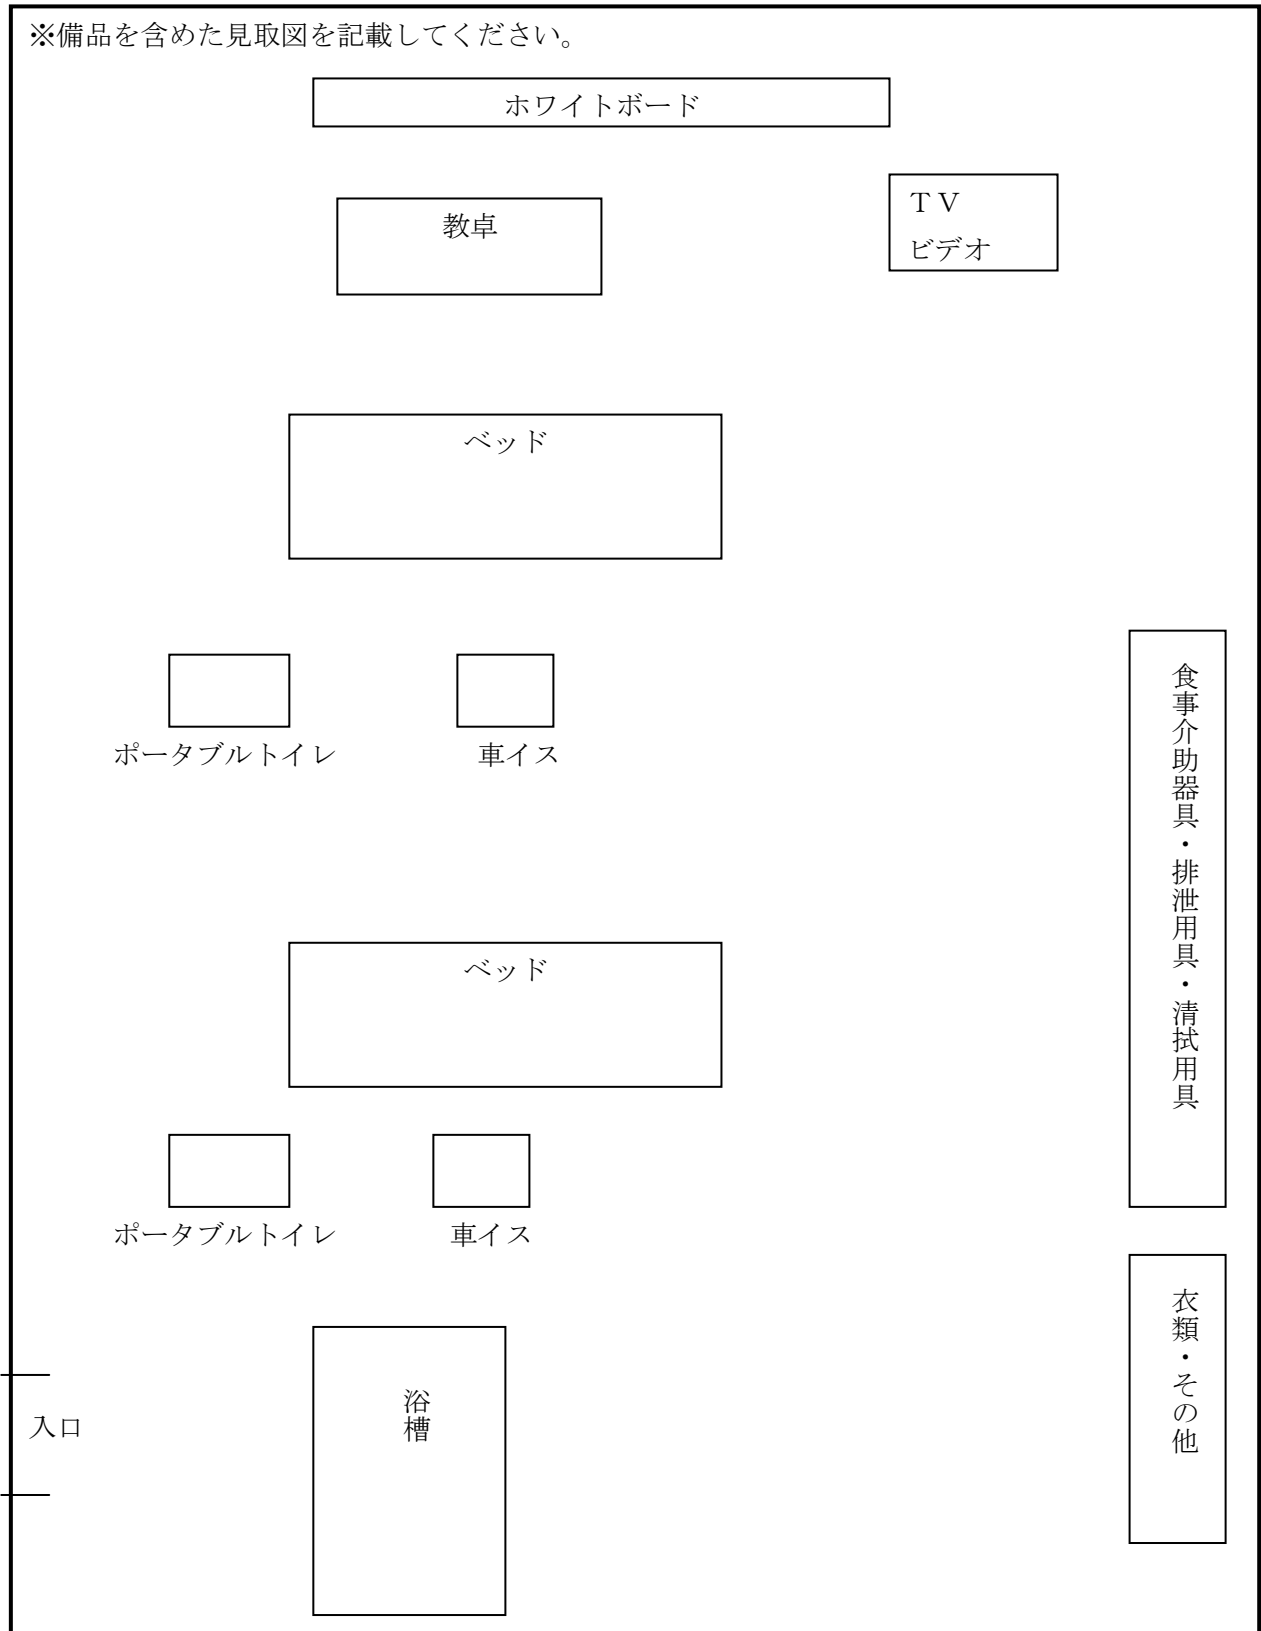 ※備品を含めた見取図を記載してください。
ホワイトボード
教卓
ＴＶ
ビデオ
ベッド
ポータブルトイレ
車イス
食事介助器具・排泄用具・清拭用具
ベッド
ポータブルトイレ
車イス
衣類・その他
浴槽
入口